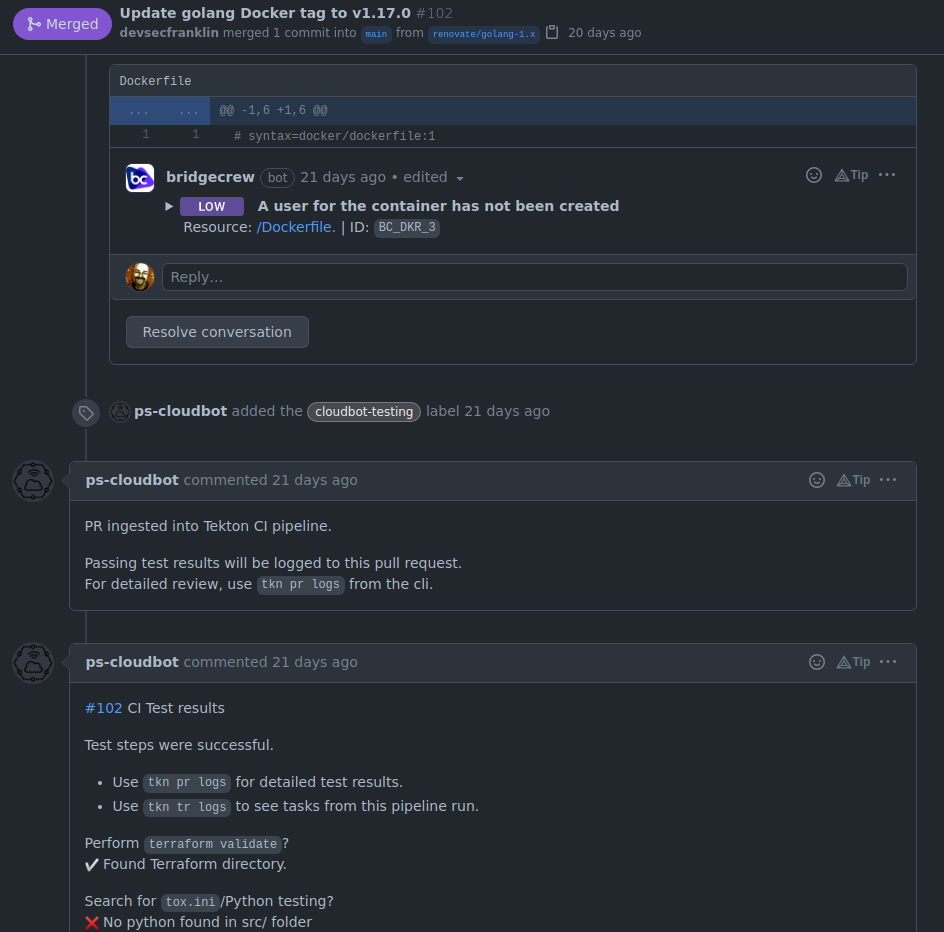 Merged
Update golang Docker tag to v1.17.0 #102
devsecfranklin merged 1 commit into main from renovate/golang-1.x 20 days ago
Dockerfile
... ... @@ -1,6 +1,6 @@
1 1 # syntax=docker/dockerfile:1
bc
bridgecrew bot 21 days ago • edited Tip ...
LOW A user for the container has not been created
Resource: /Dockerfile. | ID: BC_DKR_3
Reply...
Resolve conversation
ps-cloudbot added the cloudbot-testing label 21 days ago
ps-cloudbot commented 21 days ago Tip ...
PR ingested into Tekton CI pipeline.
Passing test results will be logged to this pull request.
For detailed review, use tkn pr logs from the cli.
ps-cloudbot commented 21 days ago Tip ...
#102 CI Test results
Test steps were successful.
• Use tkn pr logs for detailed test results.
• Use tkn tr logs to see tasks from this pipeline run.
Perform terraform validate?
✔️ Found Terraform directory.
Search for tox.ini/Python testing?
❌ No python found in src/ folder